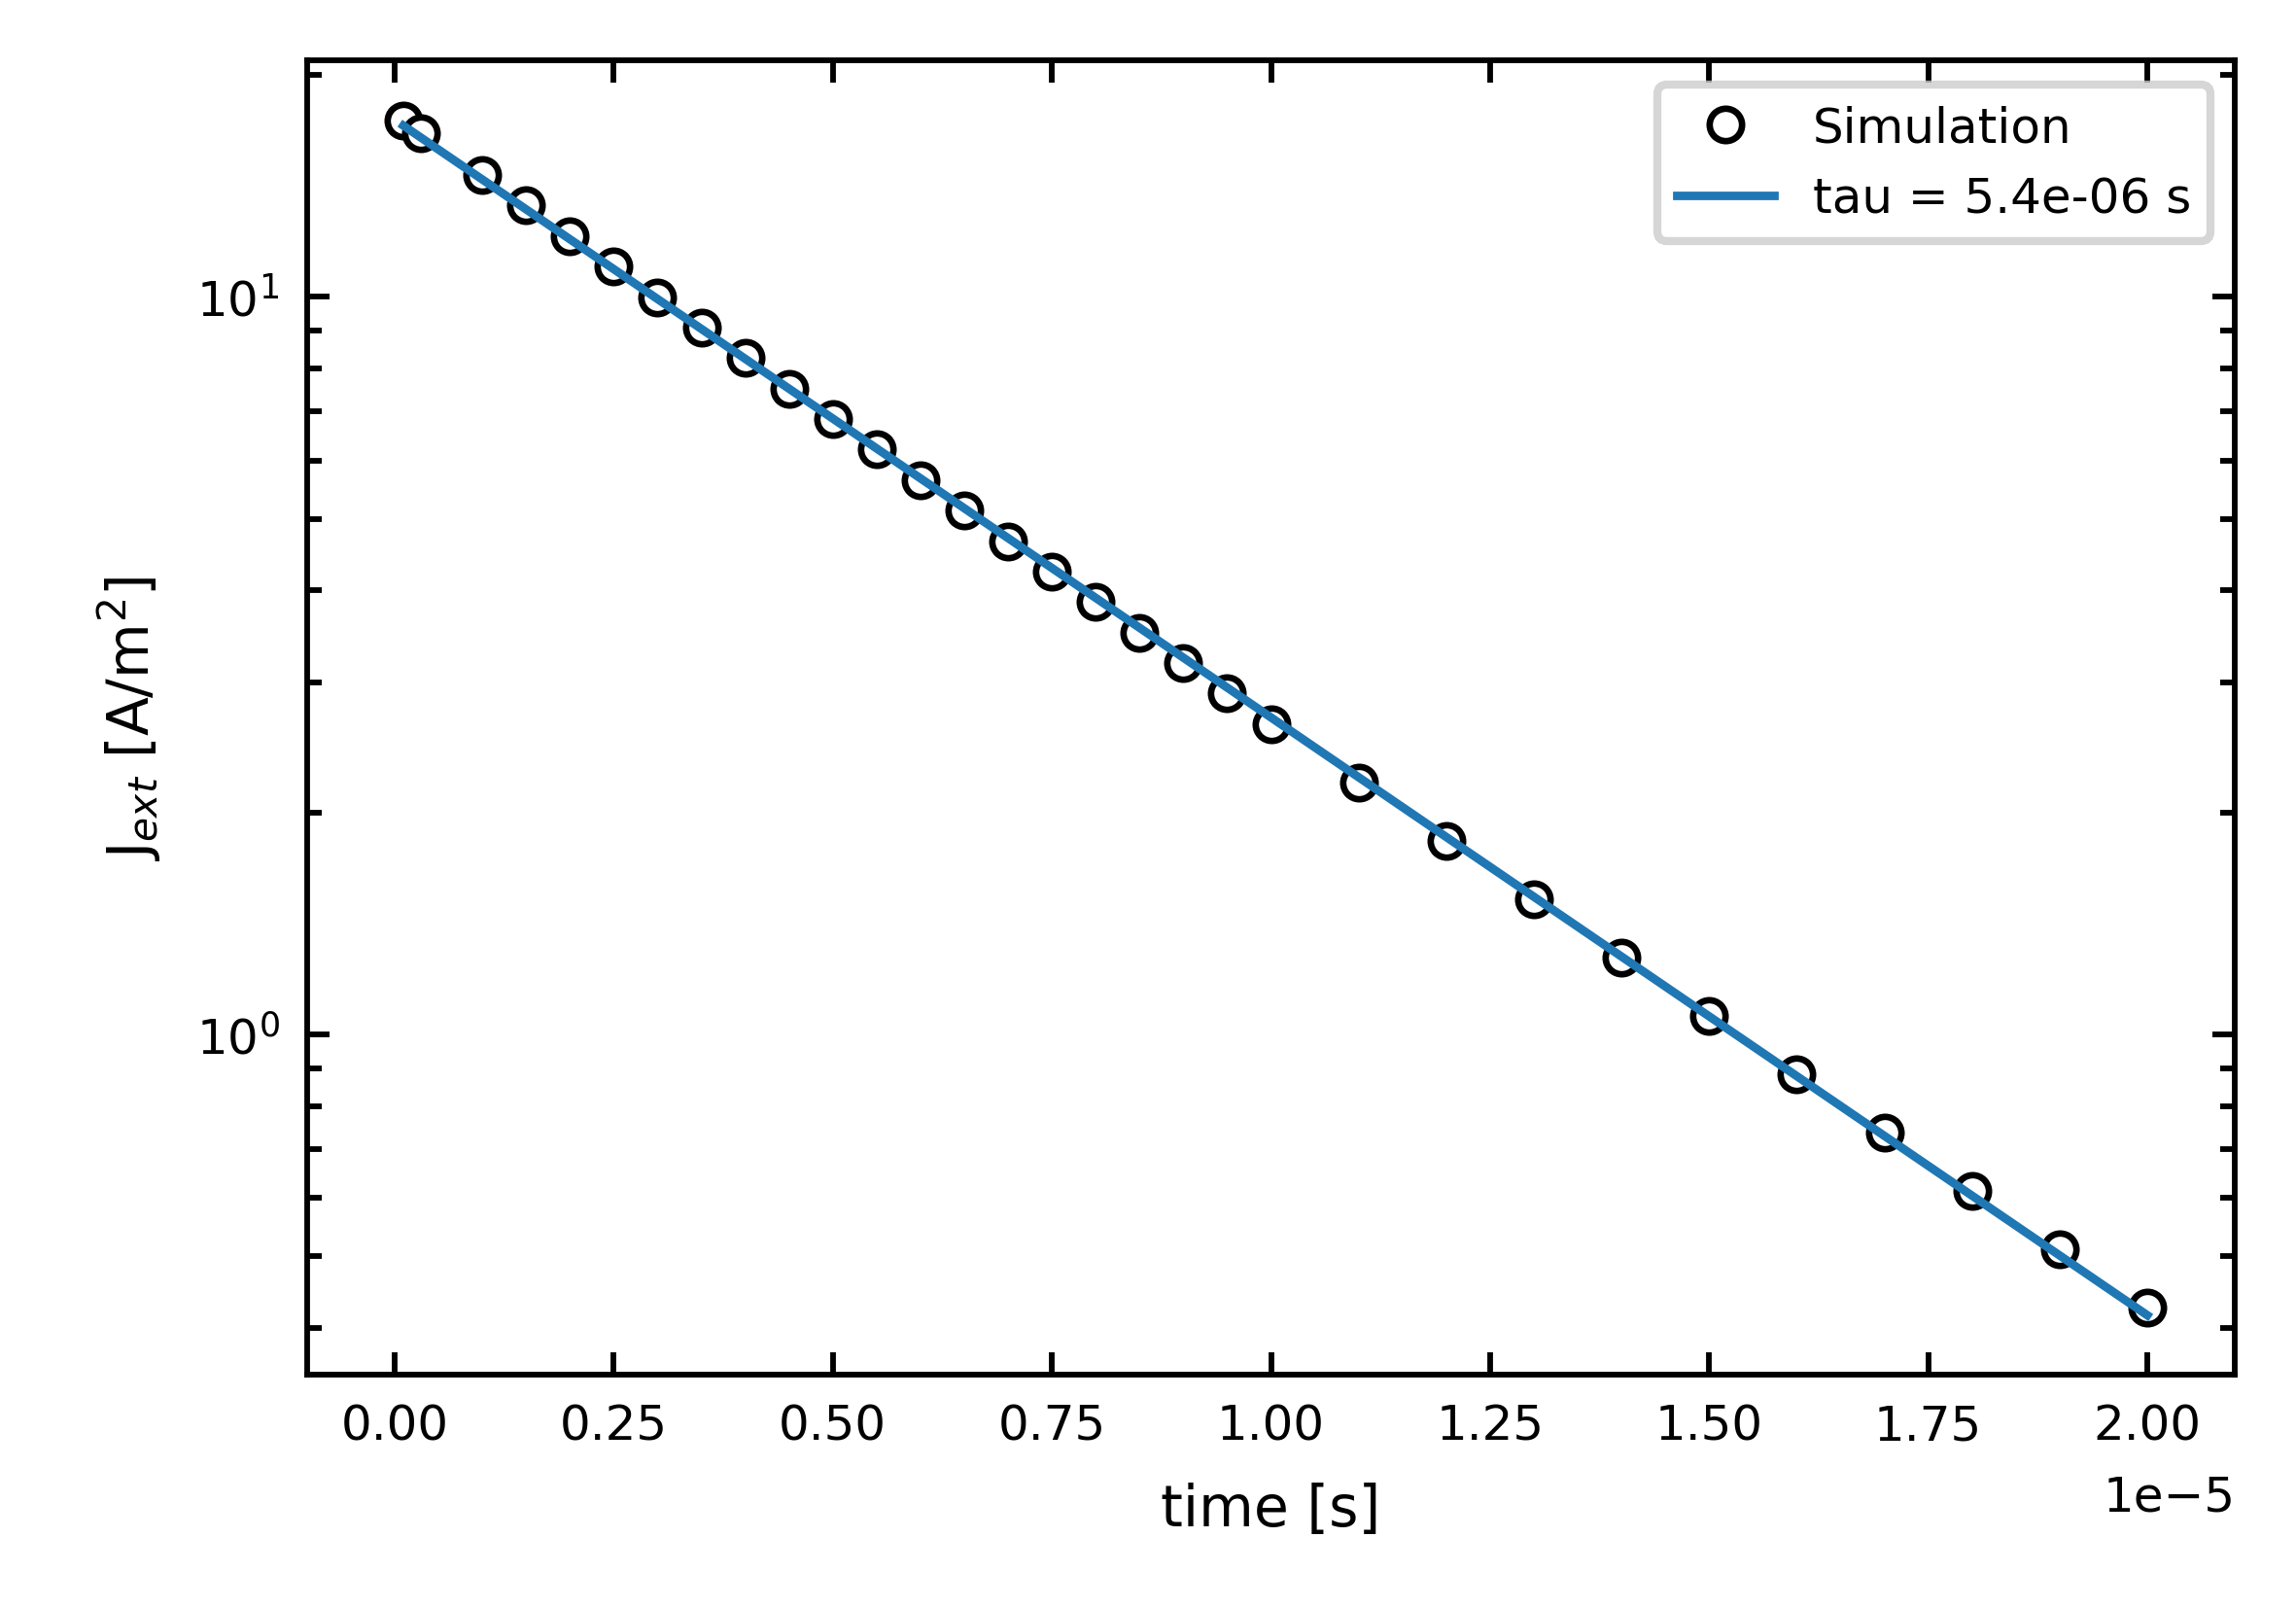 Simulation
tau = 5.4e-06 s
10¹
10⁰
J_ext [A/m²]
0.00 0.25 0.50 0.75 1.00 1.25 1.50 1.75 2.00
1e−5
time [s]